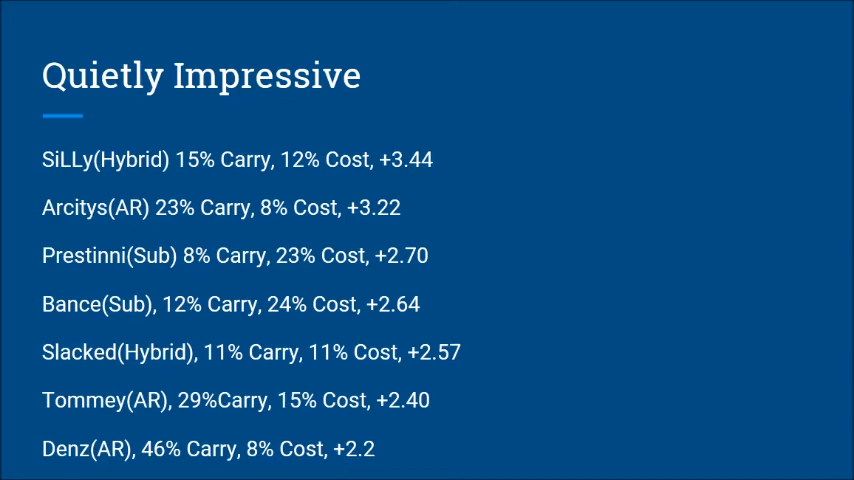 Quietly Impressive
SiLLy(Hybrid) 15% Carry, 12% Cost, +3.44
Arcitys(AR) 23% Carry, 8% Cost, +3.22
Prestinni(Sub) 8% Carry, 23% Cost, +2.70
Bance(Sub), 12% Carry, 24% Cost, +2.64
Slacked(Hybrid), 11% Carry, 11% Cost, +2.57
Tommey(AR), 29%Carry, 15% Cost, +2.40
Denz(AR), 46% Carry, 8% Cost, +2.2